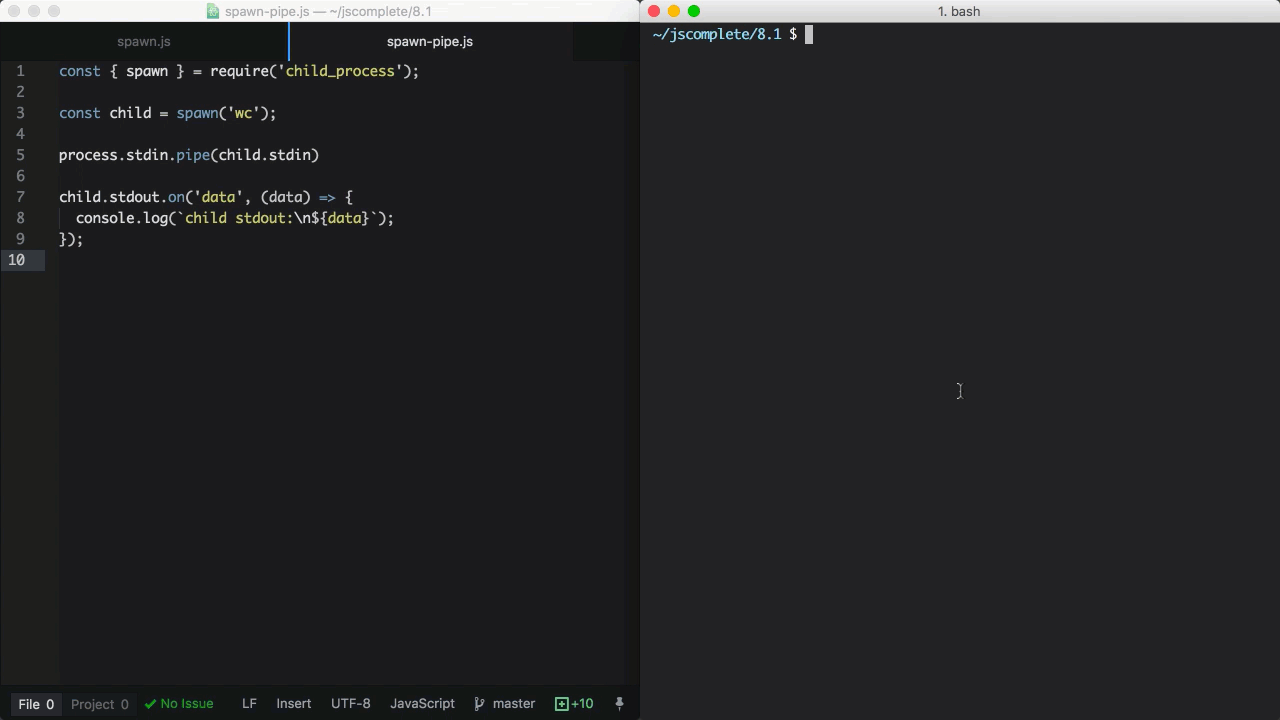 spawn-pipe.js — ~/jscomplete/8.1
spawn.js
spawn-pipe.js
1 const { spawn } = require('child_process');
2
3 const child = spawn('wc');
4
5 process.stdin.pipe(child.stdin)
6
7 child.stdout.on('data', (data) => {
8 console.log(`child stdout:\n${data}`);
9 });
10
File 0 Project 0 No Issue LF Insert UTF-8 JavaScript master +10
1. bash
~/jscomplete/8.1 $